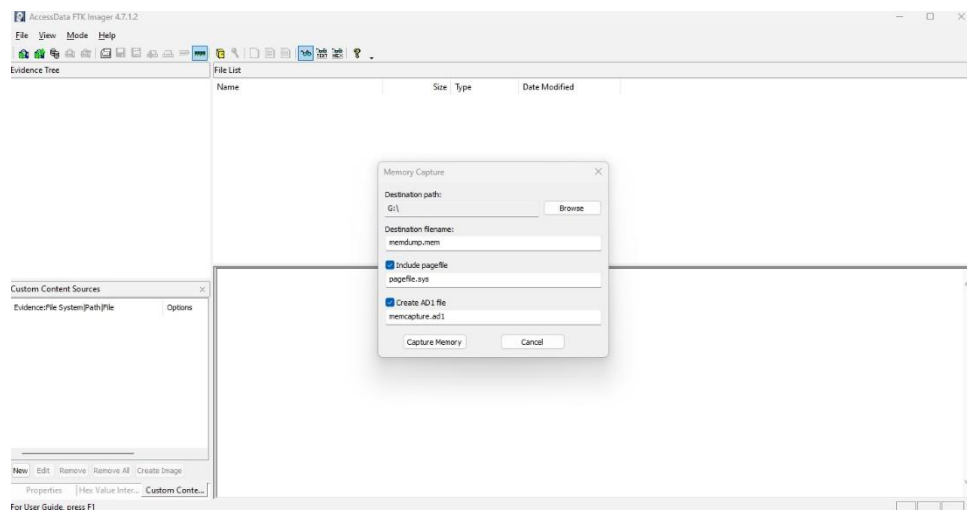 AccessData FTK Imager 4.7.1.2
File View Mode Help
Evidence Tree
File List
Name Size Type Date Modified
Memory Capture
Destination path:
G:\
Browse
Destination filename:
memdump.mem
Include pagefile
pagefile.sys
Create AD1 file
memcapture.ad1
Capture Memory Cancel
Custom Content Sources
Evidence:File System|Path|File Options
New Edit Remove Remove All Create Image
Properties Hex Value Inter... Custom Conte...
For User Guide, press F1